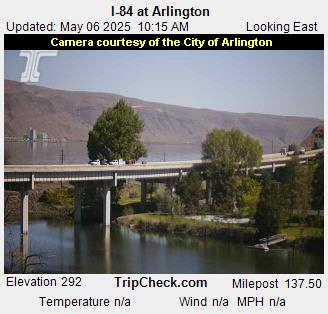 I-84 at Arlington
Updated: May 06 2025 10:15 AM Looking East
Camera courtesy of the City of Arlington
Elevation 292 TripCheck.com Milepost 137.50
Temperature n/a Wind n/a MPH n/a